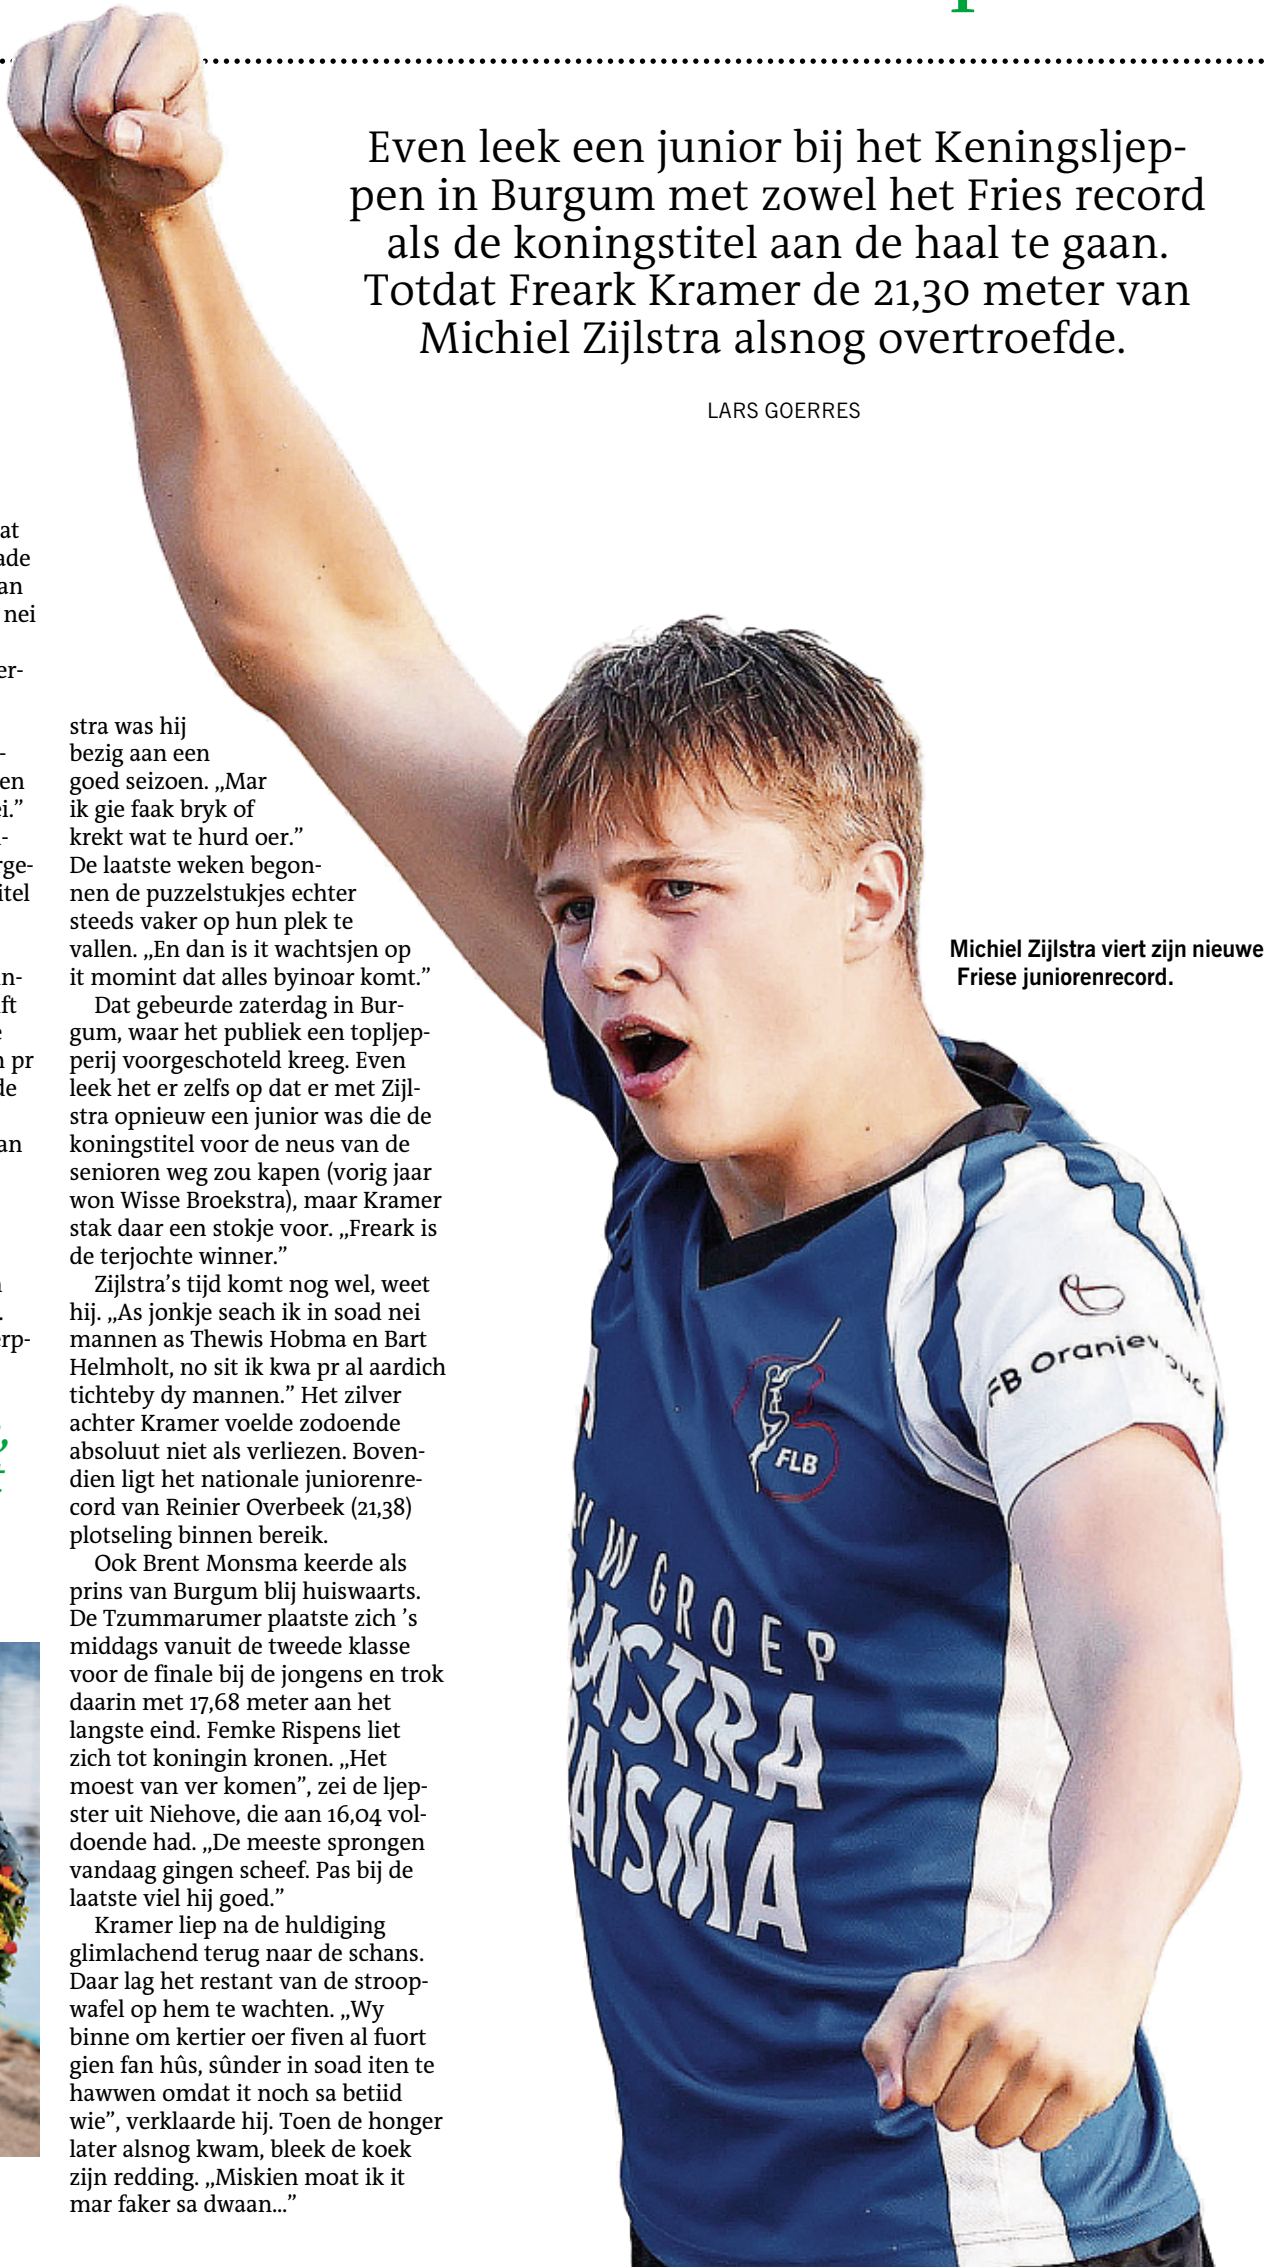 Even leek een junior bij het Keningsljep-
pen in Burgum met zowel het Fries record
als de koningstitel aan de haal te gaan.
Totdat Freark Kramer de 21,30 meter van
Michiel Zijlstra alsnog overtroefde.
LARS GOERRES
at
ade
an
nei
er-
-
en
i.”
-
rge-
itel
n-
ft
e
n pr
de
an
n
.
erp-
stra was hij
bezig aan een
goed seizoen. „Mar
ik gie faak bryk of
krekt wat te hurd oer.”
De laatste weken begon-
nen de puzzelstukjes echter
steeds vaker op hun plek te
vallen. „En dan is it wachtsjen op
it momint dat alles byinoar komt.”
Dat gebeurde zaterdag in Bur-
gum, waar het publiek een topljep-
perij voorgeschoteld kreeg. Even
leek het er zelfs op dat er met Zijl-
stra opnieuw een junior was die de
koningstitel voor de neus van de
senioren weg zou kapen (vorig jaar
won Wisse Broekstra), maar Kramer
stak daar een stokje voor. „Freark is
de terjochte winner.”
Zijlstra’s tijd komt nog wel, weet
hij. „As jonkje seach ik in soad nei
mannen as Thewis Hobma en Bart
Helmholt, no sit ik kwa pr al aardich
tichteby dy mannen.” Het zilver
achter Kramer voelde zodoende
absoluut niet als verliezen. Boven-
dien ligt het nationale juniorenre-
cord van Reinier Overbeek (21,38)
plotseling binnen bereik.
Ook Brent Monsma keerde als
prins van Burgum blij huiswaarts.
De Tzummarumer plaatste zich ’s
middags vanuit de tweede klasse
voor de finale bij de jongens en trok
daarin met 17,68 meter aan het
langste eind. Femke Rispens liet
zich tot koningin kronen. „Het
moest van ver komen”, zei de ljep-
ster uit Niehove, die aan 16,04 vol-
doende had. „De meeste sprongen
vandaag gingen scheef. Pas bij de
laatste viel hij goed.”
Kramer liep na de huldiging
glimlachend terug naar de schans.
Daar lag het restant van de stroop-
wafel op hem te wachten. „Wy
binne om kertier oer fiven al fuort
gien fan hûs, sûnder in soad iten te
hawwen omdat it noch sa betiid
wie”, verklaarde hij. Toen de honger
later alsnog kwam, bleek de koek
zijn redding. „Miskien moat ik it
mar faker sa dwaan...”
Michiel Zijlstra viert zijn nieuwe
Friese juniorenrecord.
FB Oranjewoud
FLB
W GROEP
STRA
AISMA